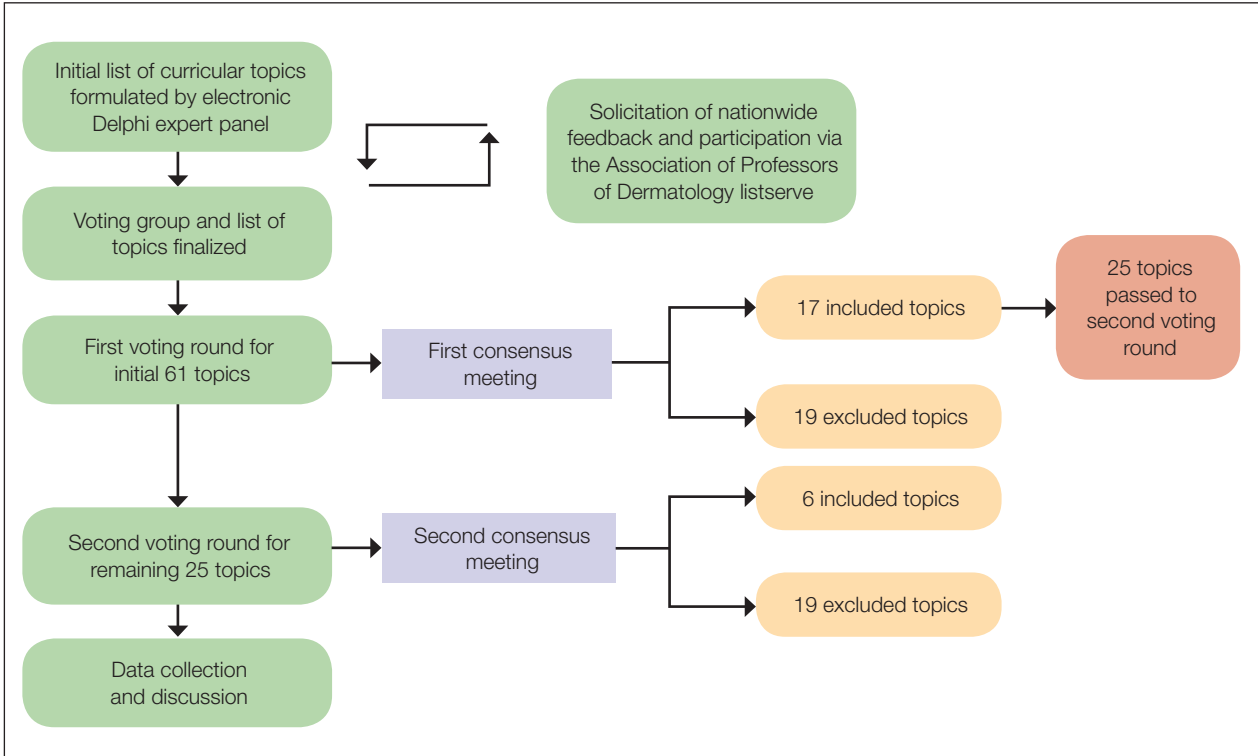 Initial list of curricular topics
formulated by electronic
Delphi expert panel
Solicitation of nationwide
feedback and participation via
the Association of Professors
of Dermatology listserve
Voting group and list of
topics finalized
First voting round for
initial 61 topics
First consensus
meeting
17 included topics
25 topics
passed to
second voting
round
19 excluded topics
Second voting round for
remaining 25 topics
Second consensus
meeting
6 included topics
19 excluded topics
Data collection
and discussion